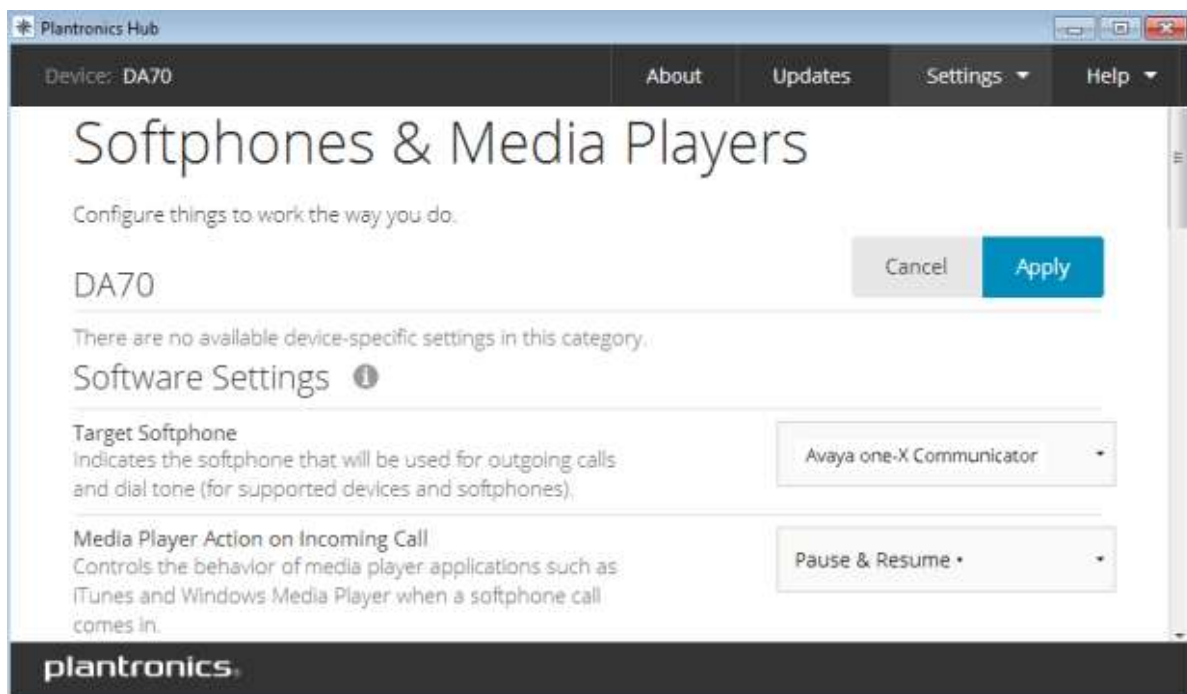 Plantronics Hub
Device: DA70 About Updates Settings Help
Softphones & Media Players
Configure things to work the way you do.
Cancel Apply
DA70
There are no available device-specific settings in this category.
Software Settings
Target Softphone
Indicates the softphone that will be used for outgoing calls
and dial tone (for supported devices and softphones).
Avaya one-X Communicator
Media Player Action on Incoming Call
Controls the behavior of media player applications such as
iTunes and Windows Media Player when a softphone call
comes in.
Pause & Resume •
plantronics.